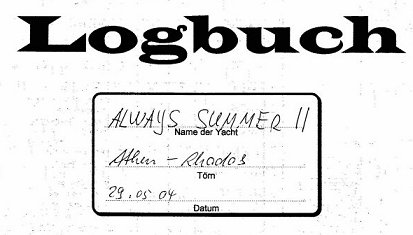 Logbuch
ALWAYS SUMMER II
Name der Yacht
Athen - Rhodos
Törn
29.05.04
Datum